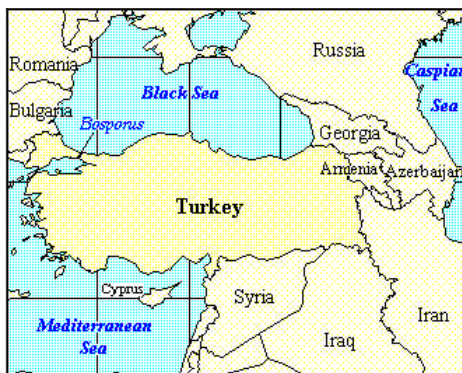 Romania
Russia
Black Sea
Caspian
Sea
Bulgaria
Bosporus
Georgia
Armenia
Azerbaijan
Turkey
Cyprus
Syria
Mediterranean
Sea
Iraq
Iran